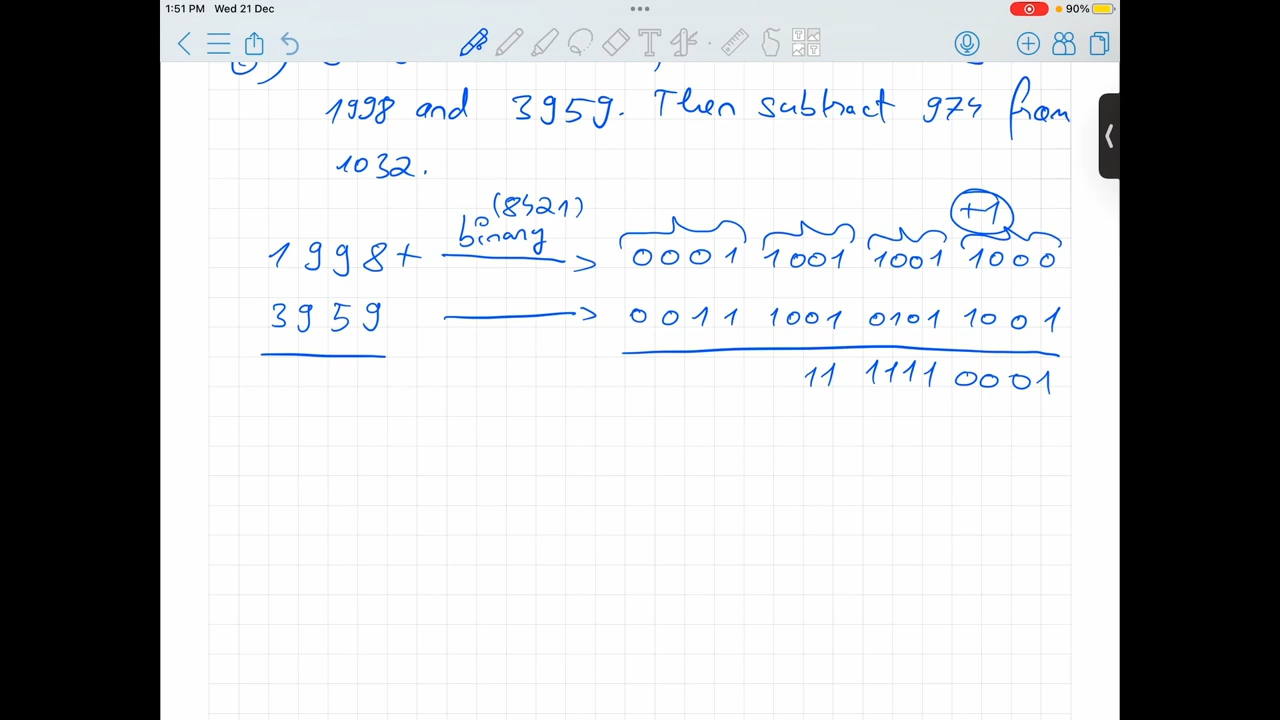 1:51 PM Wed 21 Dec
90%
1998 and 3959. Then subtract 974 from
1032.
(8421)
+1
binary
1998+ 0001 1001 1001 1000
3959 0011 1001 0101 1001
11 1111 0001